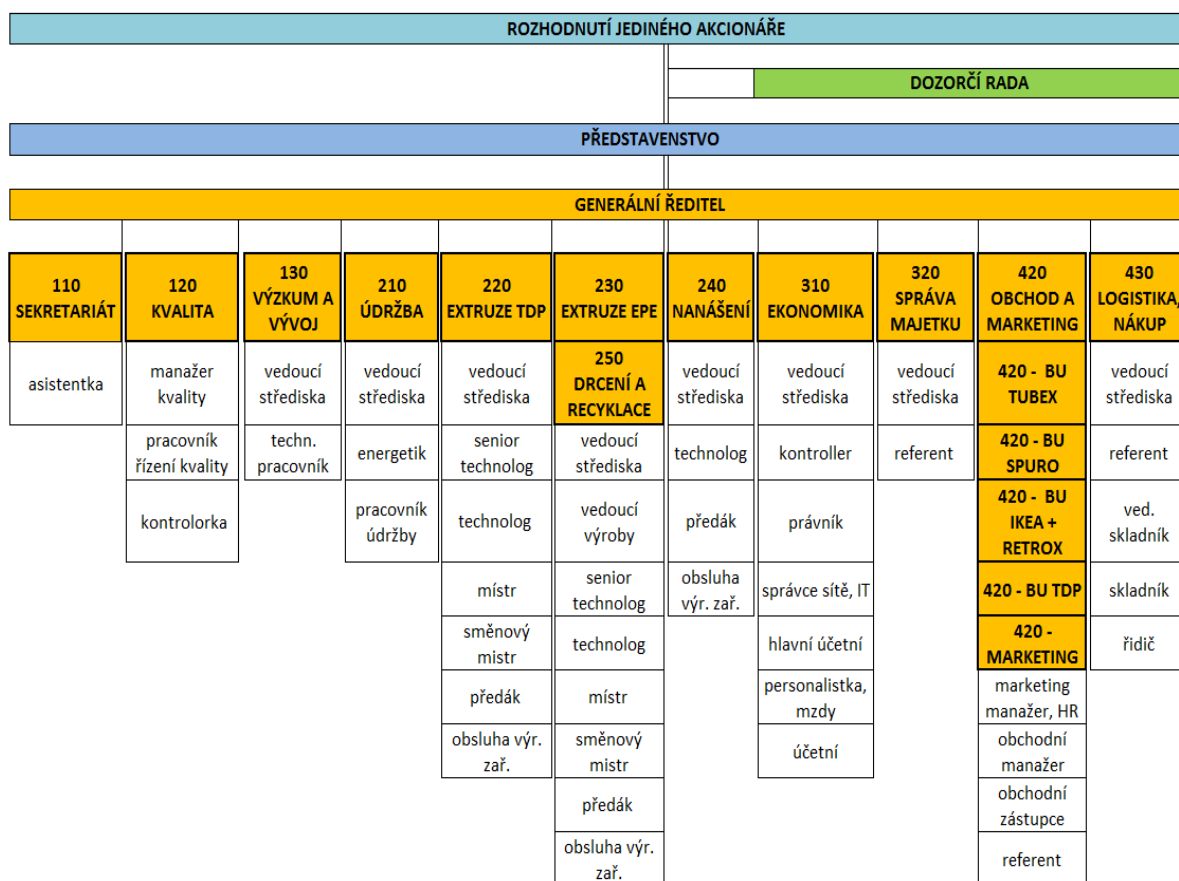 ROZHODNUTÍ JEDINÉHO AKCIONÁŘE
DOZORČÍ RADA
PŘEDSTAVENSTVO
GENERÁLNÍ ŘEDITEL
110
SEKRETARIÁT
asistentka
120
KVALITA
manažer
kvality
pracovník
řízení kvality
kontrolorka
130
VÝZKUM A
VÝVOJ
vedoucí
střediska
techn.
pracovník
210
ÚDRŽBA
vedoucí
střediska
energetik
pracovník
údržby
220
EXTRUZE TDP
vedoucí
střediska
senior
technolog
technolog
místr
směnový
mistr
předák
obsluha výr.
zař.
230
EXTRUZE EPE
250
DRCENÍ A
RECYKLACE
vedoucí
střediska
vedoucí
výroby
senior
technolog
technolog
místr
směnový
mistr
předák
obsluha výr.
zař.
240
NANÁŠENÍ
vedoucí
střediska
technolog
předák
obsluha
výr. zař.
310
EKONOMIKA
vedoucí
střediska
kontroller
právník
správce sítě, IT
hlavní účetní
personalistka,
mzdy
účetní
320
SPRÁVA
MAJETKU
vedoucí
střediska
referent
420
OBCHOD A
MARKETING
420 - BU
TUBEX
420 - BU
SPURO
420 - BU
IKEA +
RETROX
420 - BU TDP
420 -
MARKETING
marketing
manažer, HR
obchodní
manažer
obchodní
zástupce
referent
430
LOGISTIKA,
NÁKUP
vedoucí
střediska
referent
ved.
skladník
skladník
řidič